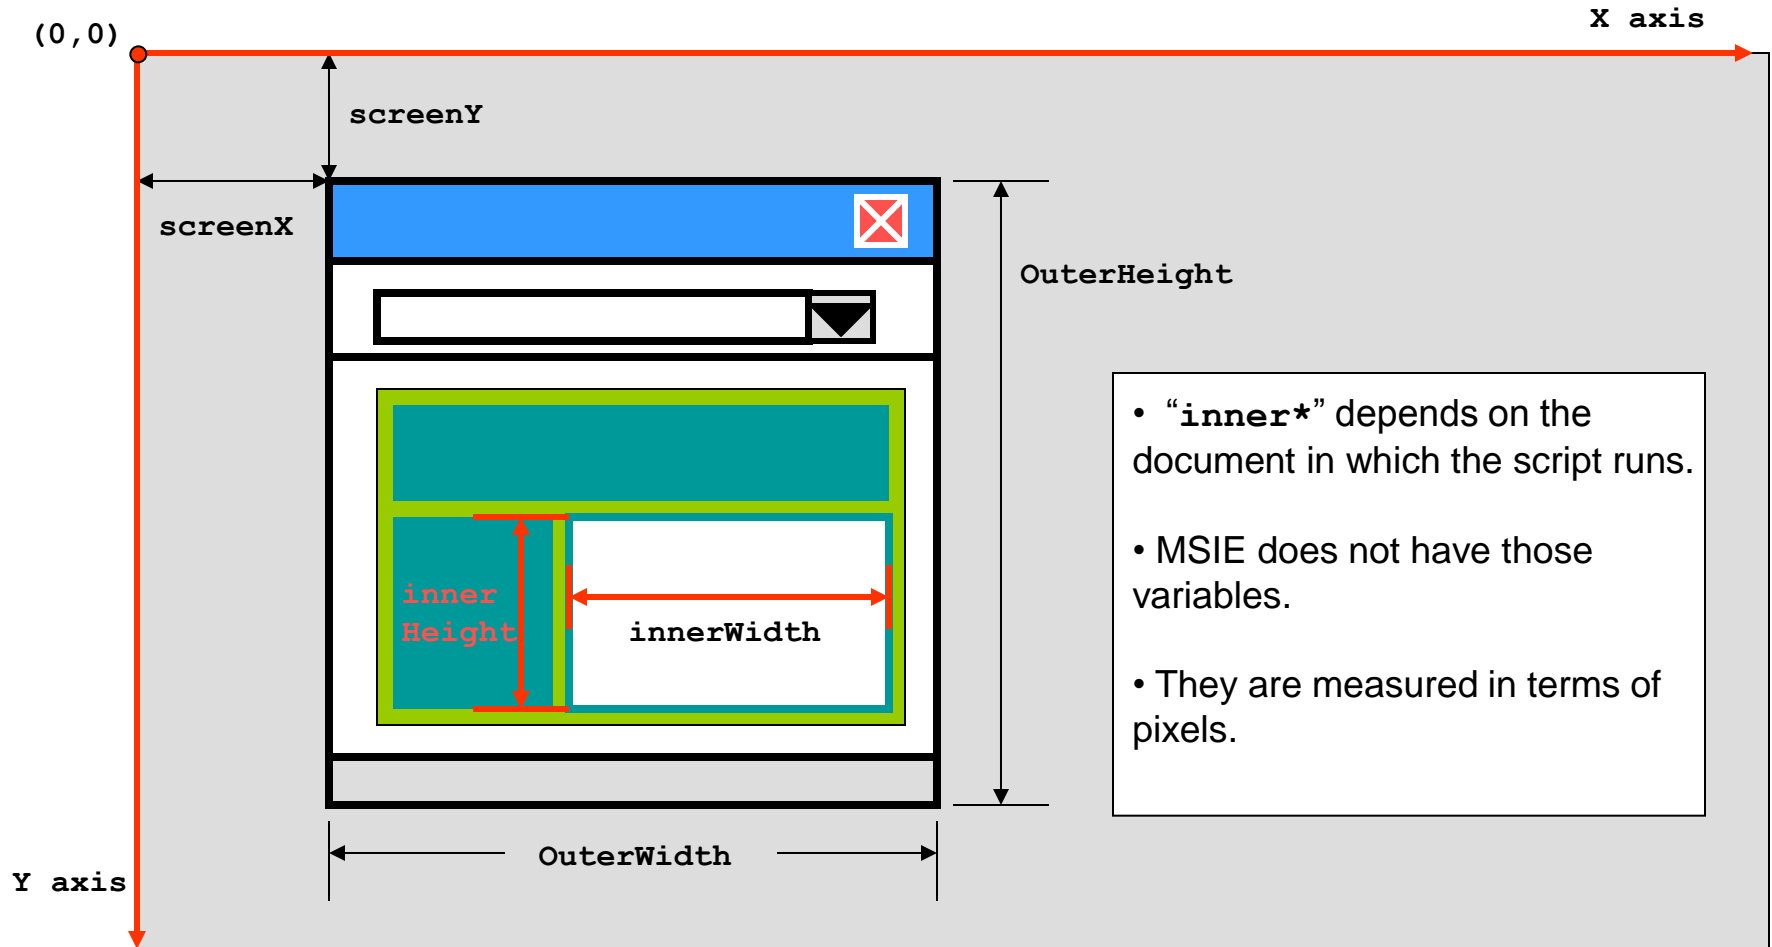 X axis
(0,0)
screenY
screenX
OuterHeight
• “inner*” depends on the
document in which the script runs.
• MSIE does not have those
variables.
• They are measured in terms of
pixels.
inner
Height
innerWidth
OuterWidth
Y axis